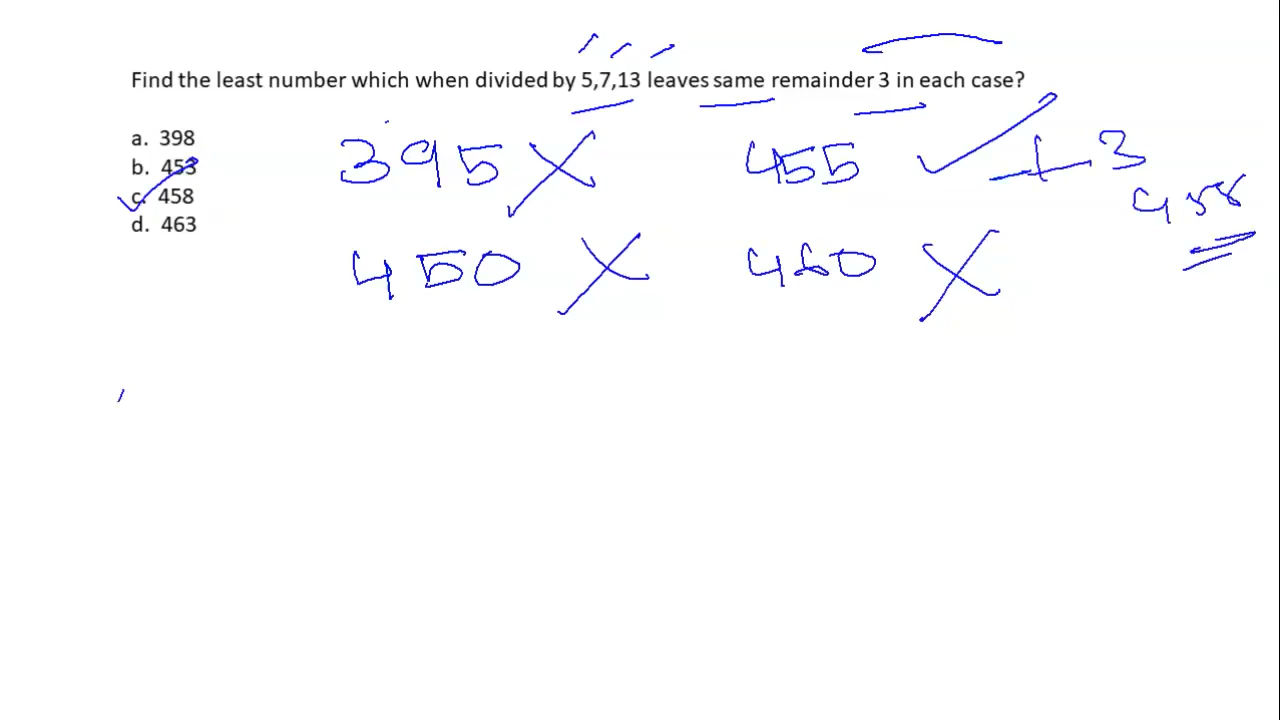 Find the least number which when divided by 5,7,13 leaves same remainder 3 in each case?
a. 398
b. 453
c. 458
d. 463
395 X 455 ✓ + 3
458
450 X 460 X